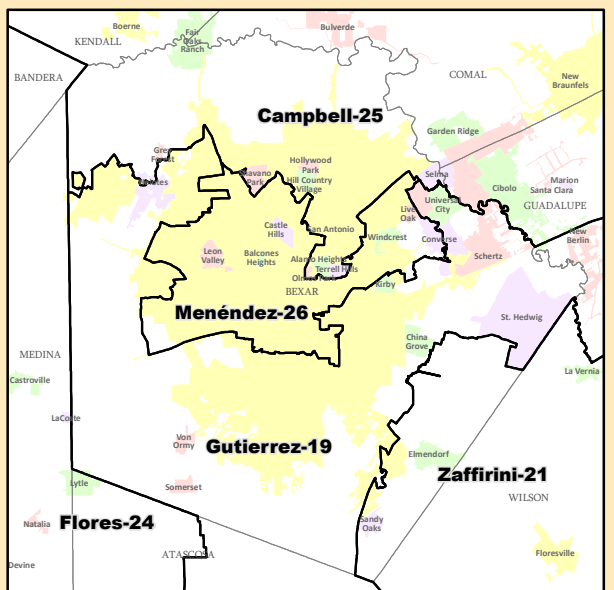 Boerne
Fair
Oaks
Ranch
Bulverde
KENDALL
BANDERA
COMAL
New
Braunfels
Campbell-25
Garden Ridge
Grey
Forest
Helotes
Shavano
Park
Hollywood
Park
Hill Country
Village
Selma
Cibolo
Marion
Santa Clara
GUADALUPE
Universal
City
Live
Oak
New
Berlin
Castle
Hills
San Antonio
Windcrest
Converse
Schertz
Leon
Valley
Balcones
Heights
Alamo Heights
Terrell Hills
Olmos Park
BEXAR
Kirby
Menéndez-26
St. Hedwig
China
Grove
MEDINA
Castroville
La Vernia
LaCoste
Von
Ormy
Gutierrez-19
Elmendorf
Zaffirini-21
Lytle
Somerset
WILSON
Natalia
Flores-24
Sandy
Oaks
ATASCOSA
Floresville
Devine